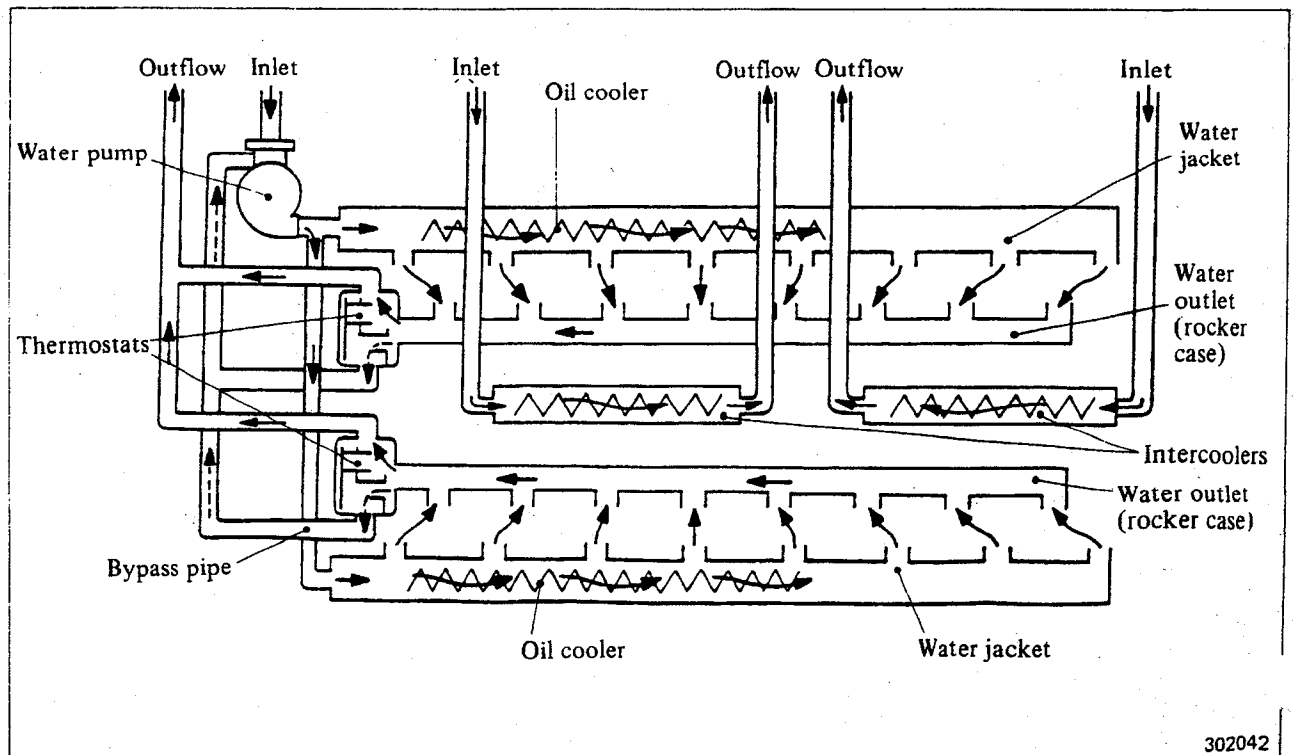 Outflow
Inlet
Inlet
Outflow
Outflow
Inlet
Oil cooler
Water pump
Water
jacket
Water
outlet
(rocker
case)
Thermostats
Intercoolers
Water outlet
(rocker case)
Bypass pipe
Oil cooler
Water jacket
302042